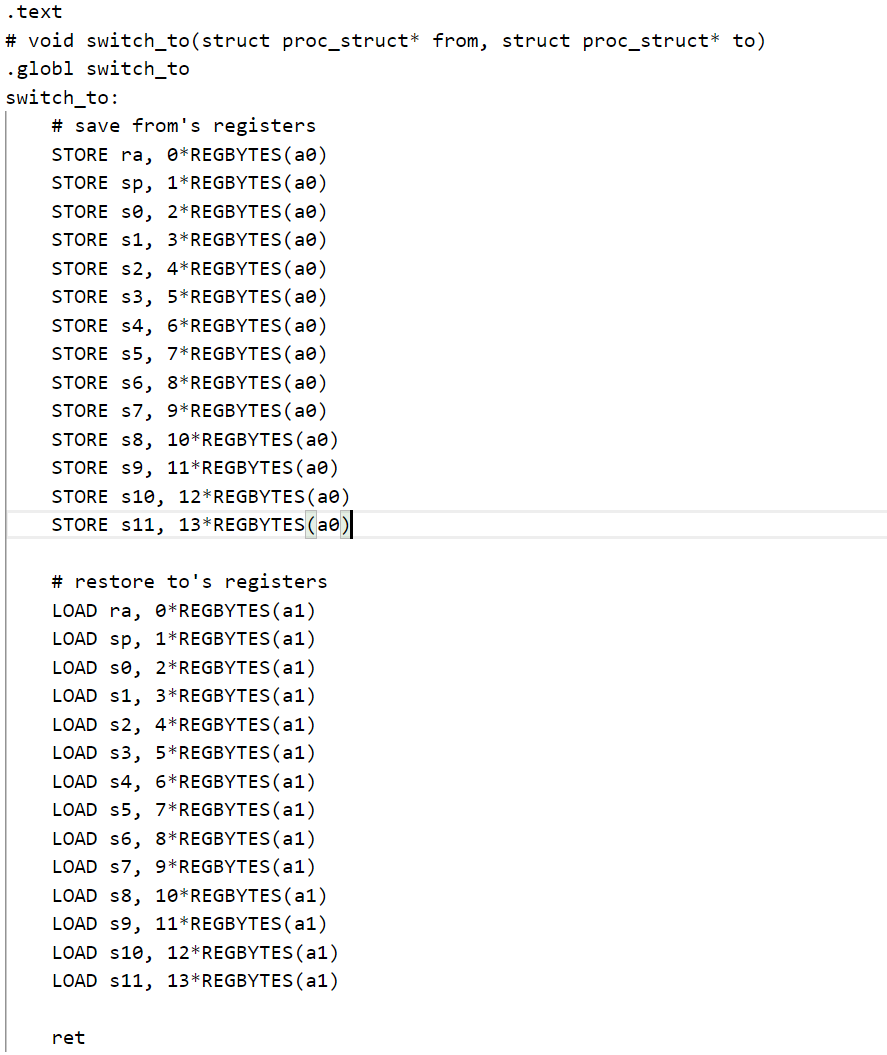 .text
# void switch_to(struct proc_struct* from, struct proc_struct* to)
.globl switch_to
switch_to:
    # save from's registers
    STORE ra, 0*REGBYTES(a0)
    STORE sp, 1*REGBYTES(a0)
    STORE s0, 2*REGBYTES(a0)
    STORE s1, 3*REGBYTES(a0)
    STORE s2, 4*REGBYTES(a0)
    STORE s3, 5*REGBYTES(a0)
    STORE s4, 6*REGBYTES(a0)
    STORE s5, 7*REGBYTES(a0)
    STORE s6, 8*REGBYTES(a0)
    STORE s7, 9*REGBYTES(a0)
    STORE s8, 10*REGBYTES(a0)
    STORE s9, 11*REGBYTES(a0)
    STORE s10, 12*REGBYTES(a0)
    STORE s11, 13*REGBYTES(a0)

    # restore to's registers
    LOAD ra, 0*REGBYTES(a1)
    LOAD sp, 1*REGBYTES(a1)
    LOAD s0, 2*REGBYTES(a1)
    LOAD s1, 3*REGBYTES(a1)
    LOAD s2, 4*REGBYTES(a1)
    LOAD s3, 5*REGBYTES(a1)
    LOAD s4, 6*REGBYTES(a1)
    LOAD s5, 7*REGBYTES(a1)
    LOAD s6, 8*REGBYTES(a1)
    LOAD s7, 9*REGBYTES(a1)
    LOAD s8, 10*REGBYTES(a1)
    LOAD s9, 11*REGBYTES(a1)
    LOAD s10, 12*REGBYTES(a1)
    LOAD s11, 13*REGBYTES(a1)

    ret